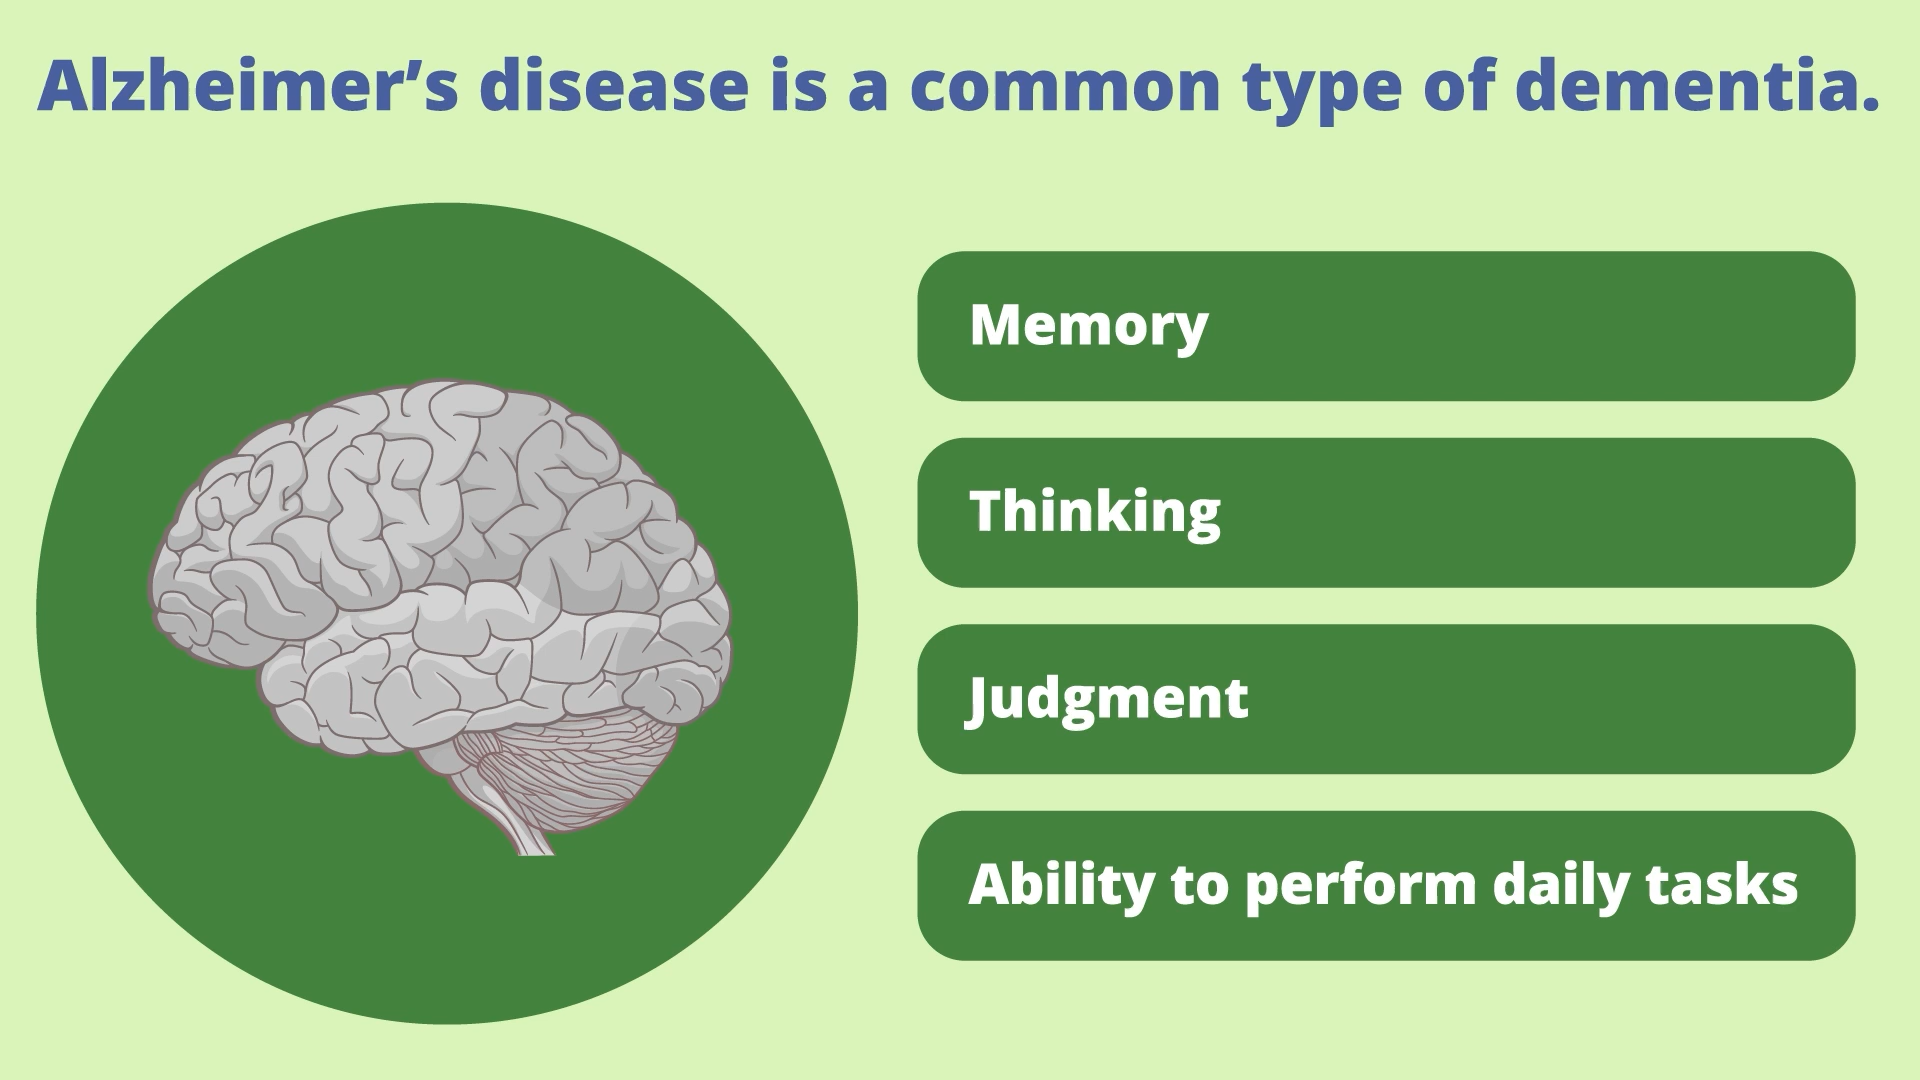 Alzheimer’s disease is a common type of dementia.
Memory
Thinking
Judgment
Ability to perform daily tasks